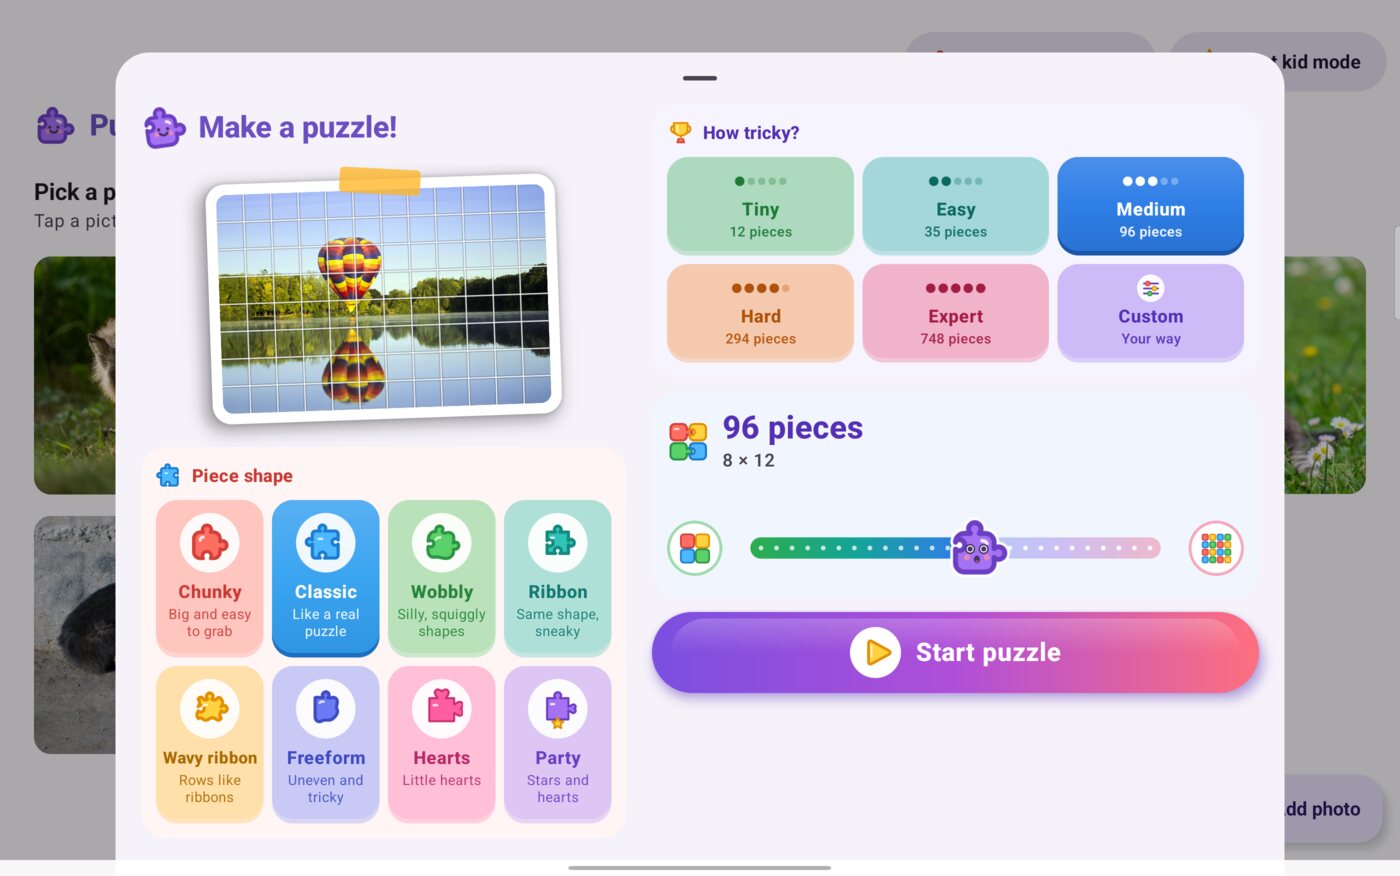 kid mode
Pick a p
Tap a pict
Make a puzzle!
How tricky?
Tiny
12 pieces
Easy
35 pieces
Medium
96 pieces
Hard
294 pieces
Expert
748 pieces
Custom
Your way
96 pieces
8 × 12
Start puzzle
Piece shape
Chunky
Big and easy
to grab
Classic
Like a real
puzzle
Wobbly
Silly, squiggly
shapes
Ribbon
Same shape,
sneaky
Wavy ribbon
Rows like
ribbons
Freeform
Uneven and
tricky
Hearts
Little hearts
Party
Stars and
hearts
dd photo